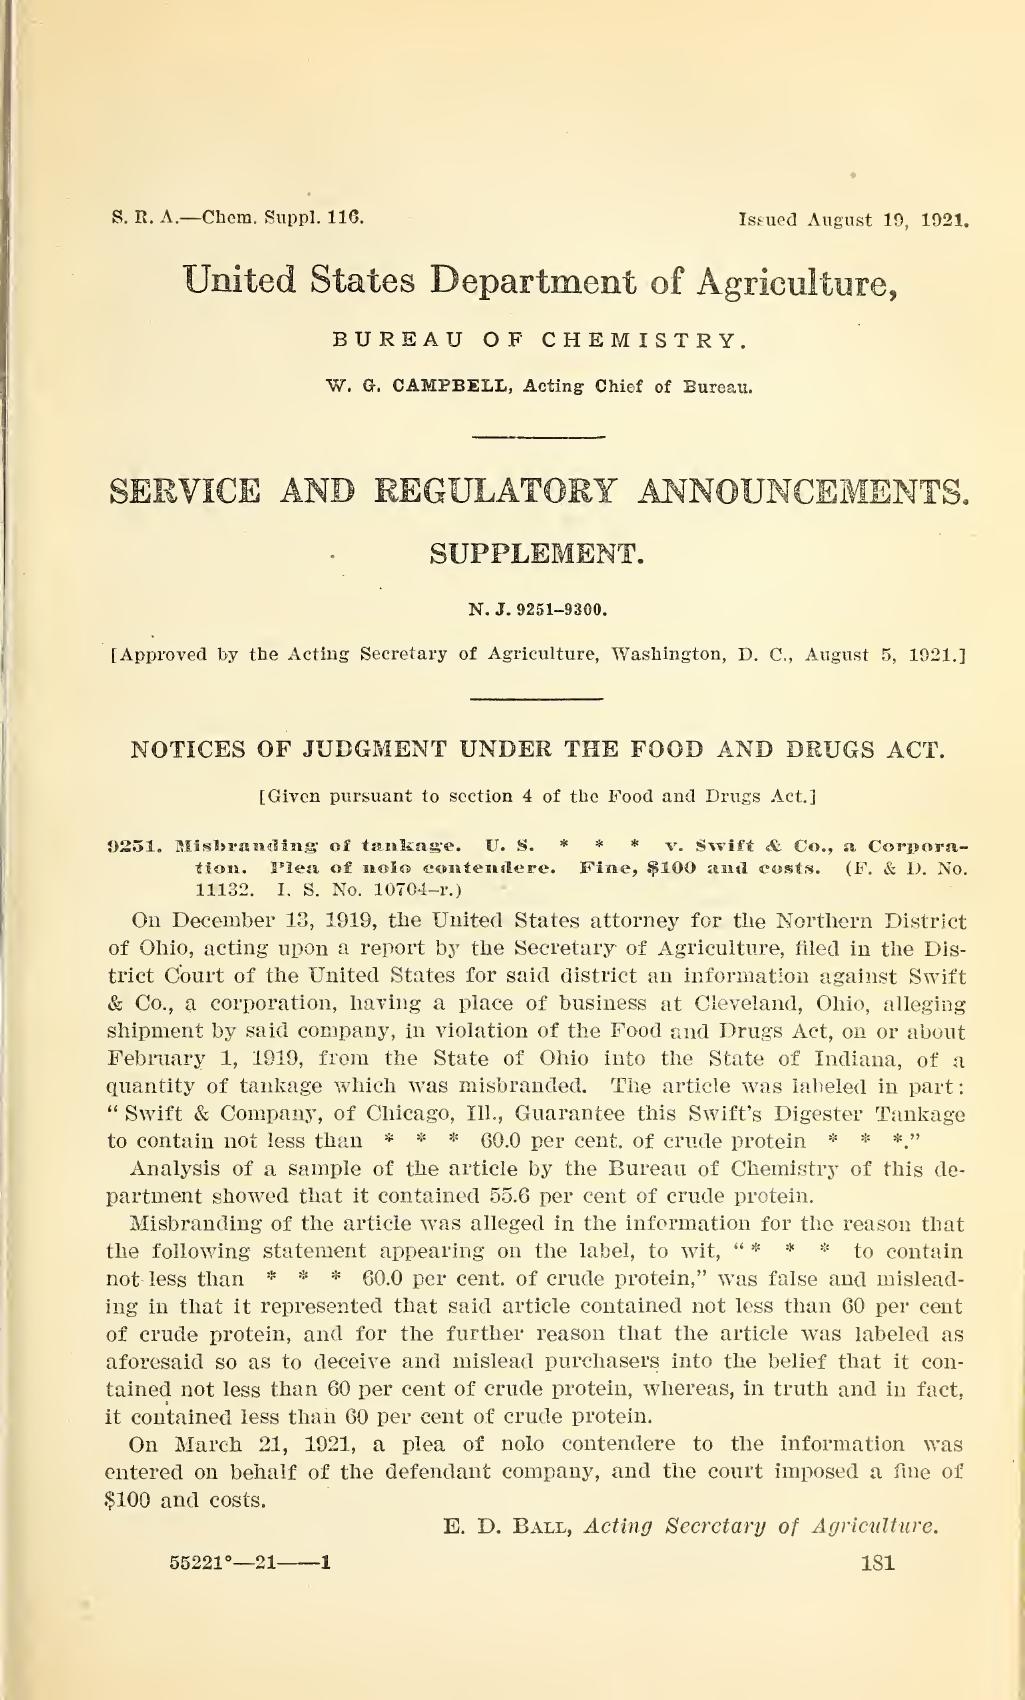 S. R. A.—Chem. Suppl. 116.
Issued August 19, 1921.
United States Department of Agriculture,
BUREAU OF CHEMISTRY.
W. G. CAMPBELL, Acting Chief of Bureau.
SERVICE AND REGULATORY ANNOUNCEMENTS.
SUPPLEMENT.
N. J. 9251–9300.
[Approved by the Acting Secretary of Agriculture, Washington, D. C., August 5, 1921.]
NOTICES OF JUDGMENT UNDER THE FOOD AND DRUGS ACT.
[Given pursuant to section 4 of the Food and Drugs Act.]
9251. Misbranding of tankage. U. S. * * * v. Swift & Co., a Corpora-
tion. Plea of nolo contendere. Fine, $100 and costs. (F. & D. No.
11132. I. S. No. 10704–r.)
On December 13, 1919, the United States attorney for the Northern District
of Ohio, acting upon a report by the Secretary of Agriculture, filed in the Dis-
trict Court of the United States for said district an information against Swift
& Co., a corporation, having a place of business at Cleveland, Ohio, alleging
shipment by said company, in violation of the Food and Drugs Act, on or about
February 1, 1919, from the State of Ohio into the State of Indiana, of a
quantity of tankage which was misbranded. The article was labeled in part:
“ Swift & Company, of Chicago, Ill., Guarantee this Swift’s Digester Tankage
to contain not less than * * * 60.0 per cent. of crude protein * * *.”
Analysis of a sample of the article by the Bureau of Chemistry of this de-
partment showed that it contained 55.6 per cent of crude protein.
Misbranding of the article was alleged in the information for the reason that
the following statement appearing on the label, to wit, “ * * * to contain
not less than * * * 60.0 per cent. of crude protein,” was false and mislead-
ing in that it represented that said article contained not less than 60 per cent
of crude protein, and for the further reason that the article was labeled as
aforesaid so as to deceive and mislead purchasers into the belief that it con-
tained not less than 60 per cent of crude protein, whereas, in truth and in fact,
it contained less than 60 per cent of crude protein.
On March 21, 1921, a plea of nolo contendere to the information was
entered on behalf of the defendant company, and the court imposed a fine of
$100 and costs.
E. D. BALL, Acting Secretary of Agriculture.
55221°—21——1
181